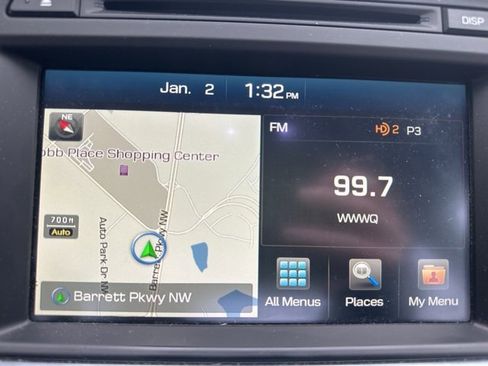 DISP
Jan. 2 1:32 PM
NE
obb Place Shopping Center
700m
Auto
Auto Park Dr NW
Barrett Pkwy NW
Barrett Pkwy NW
FM HD 2 P3
99.7
WWWQ
All Menus Places My Menu